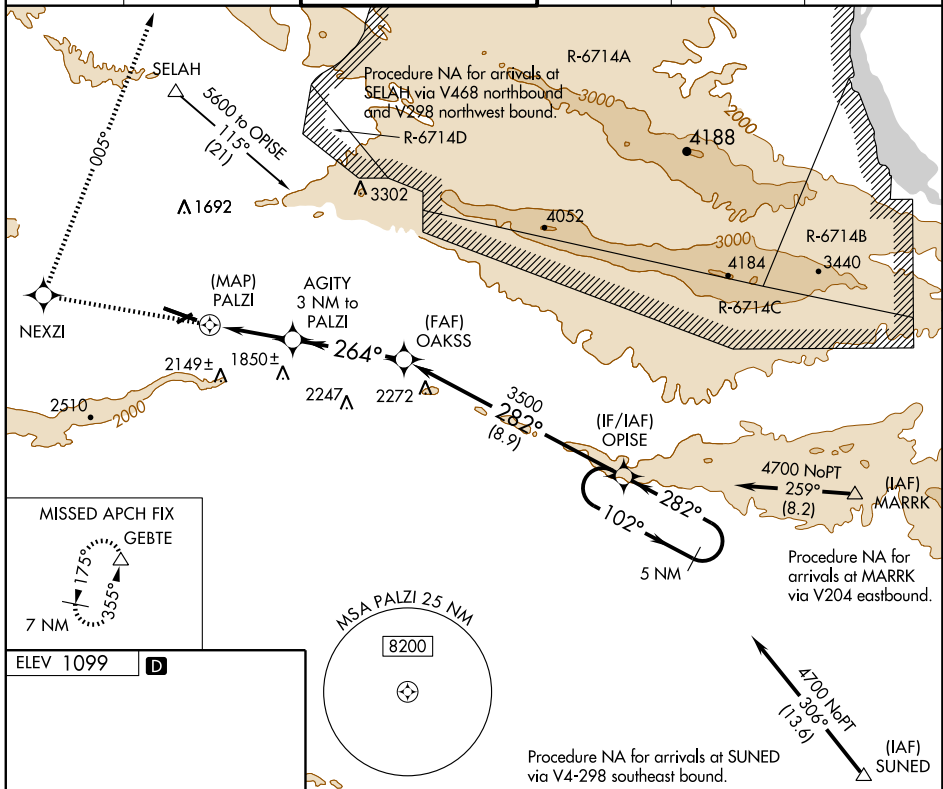 R-6714A
SELAH
Procedure NA for arrivals at
SELAH via V468 northbound
and V298 northwest bound.
3000
2000
5600 to OPISE
115°
(21)
005°
R-6714D
4188
3302
1692
4052
3000
R-6714B
4184
3440
R-6714C
(MAP)
PALZI
AGITY
3 NM to
PALZI
(FAF)
OAKSS
NEXZI
264°
2149±
1850±
2247
2272
2510
2000
3500
282°
(8.9)
(IF/IAF)
OPISE
4700 NoPT
259°
(8.2)
(IAF)
MARRK
282°
102°
5 NM
MISSED APCH FIX
GEBTE
175°
355°
7 NM
Procedure NA for
arrivals at MARRK
via V204 eastbound.
MSA PALZI 25 NM
8200
ELEV 1099 D
4700 NoPT
306°
(13.6)
(IAF)
SUNED
Procedure NA for arrivals at SUNED
via V4-298 southeast bound.